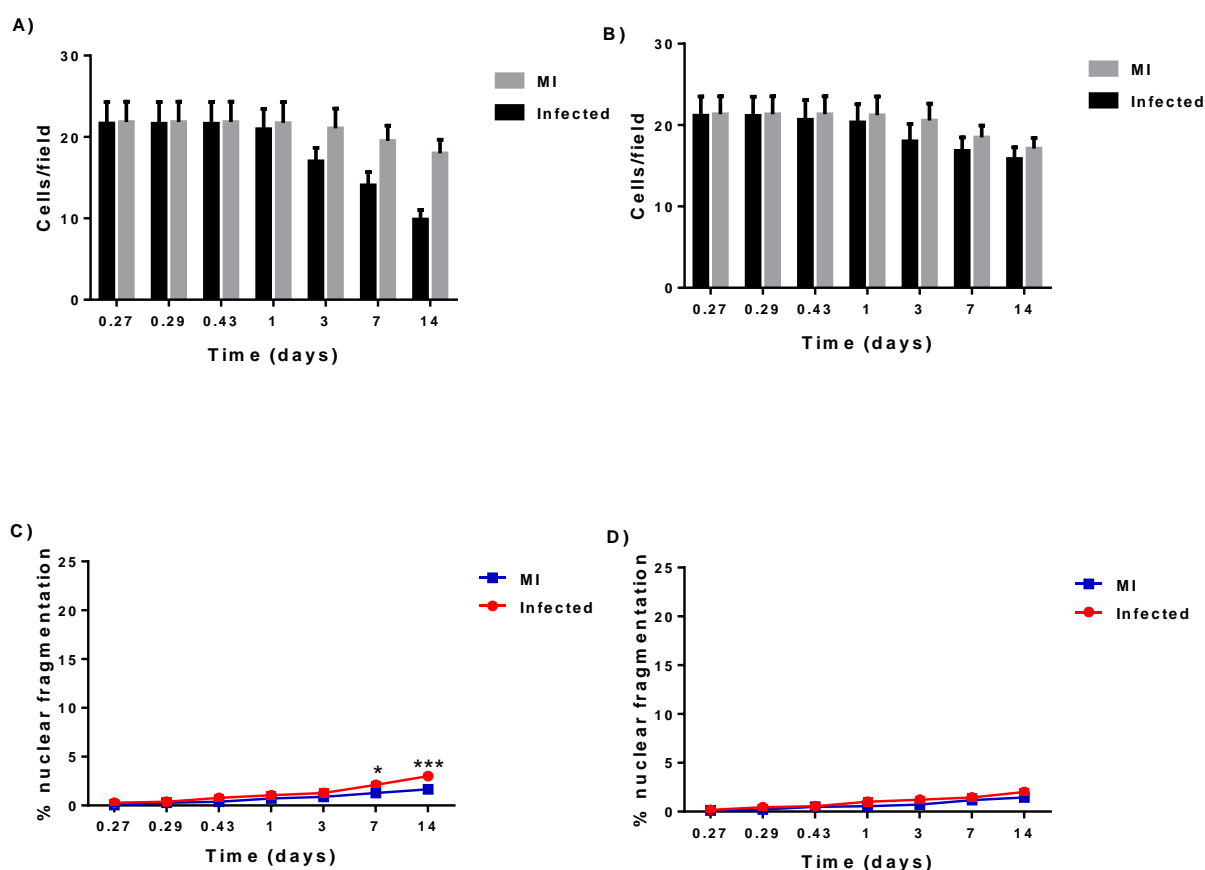 A)
30
20
10
0
Cells/field
0.27 0.29 0.43 1 3 7 14
Time (days)
MI
Infected
B)
30
20
10
0
Cells/field
0.27 0.29 0.43 1 3 7 14
Time (days)
MI
Infected
C)
25
20
15
10
5
0
% nuclear fragmentation
* ***
0.27 0.29 0.43 1 3 7 14
Time (days)
MI
Infected
D)
25
20
15
10
5
0
% nuclear fragmentation
0.27 0.29 0.43 1 3 7 14
Time (days)
MI
Infected